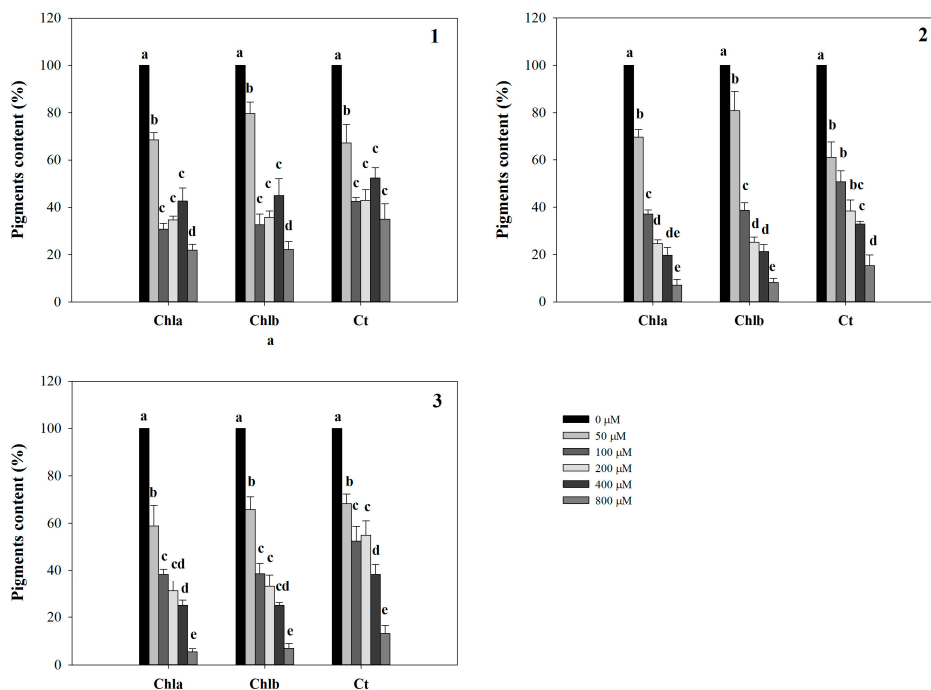 120
100
80
60
40
20
0
Pigments content (%)
1
a
b
c
c
c
d
a
b
c
c
c
d
a
b
c
c
c
c
Chla
Chlb
Ct
a
120
100
80
60
40
20
0
Pigments content (%)
2
a
b
c
d
de
e
a
b
c
d
d
e
a
b
b
bc
c
d
Chla
Chlb
Ct
120
100
80
60
40
20
0
Pigments content (%)
3
a
b
c
cd
d
e
a
b
c
c
cd
e
a
b
c
c
d
e
Chla
Chlb
Ct
0 µM
50 µM
100 µM
200 µM
400 µM
800 µM